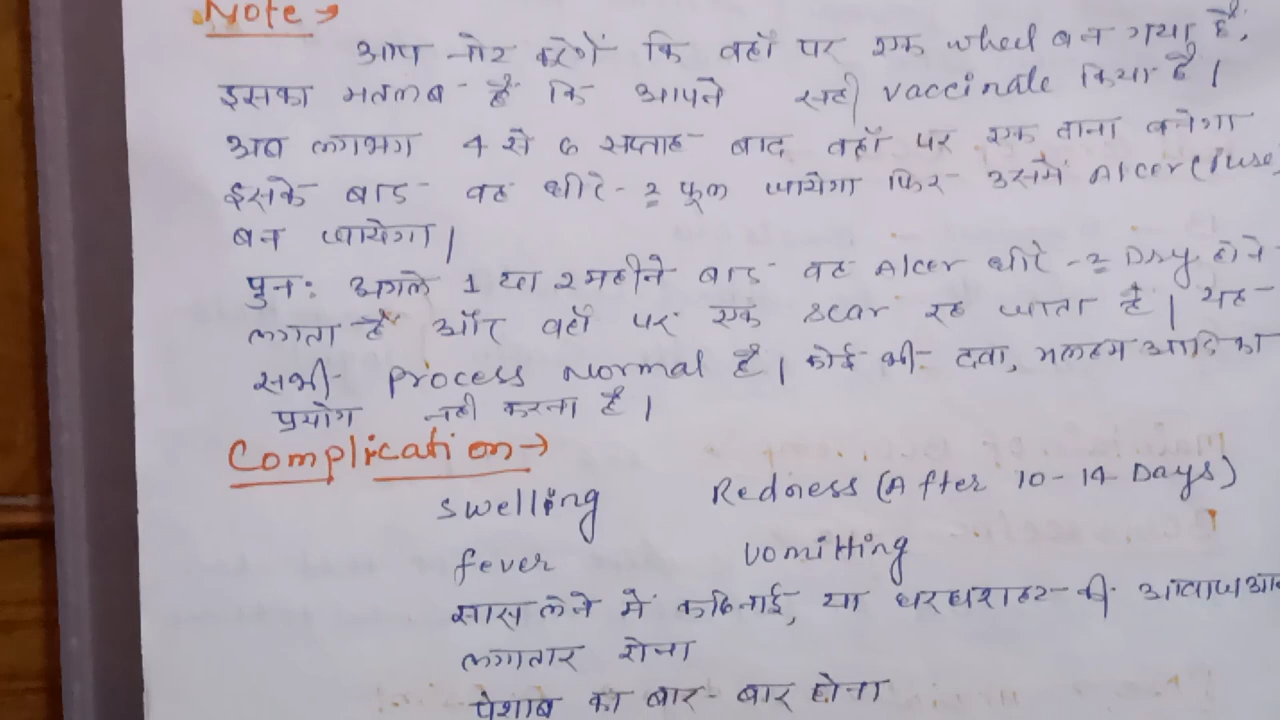 Note →
आप नोट करेगें कि वहाँ पर एक wheel बन गया है,
इसका मतलब है कि आपने सही vaccinate किया है।
अब लगभग 4 से 6 सप्ताह बाद वहाँ पर एक दाना बनेगा
इसके बाद वह धीरे-2 फूल जायेगा फिर उसमें Alcer (Puse
बन जायेगा।
पुनः अगले 1 या 2 महीने बाद वह Alcer धीरे-2 Dry होने
लगता है और वहाँ पर एक scar रह जाता है। यह
सभी process Normal है। कोई भी दवा, मलहम आदि का
प्रयोग नही करना है।
Complication →
swelling Redness (After 10-14 Days)
fever vomitting
सास लेने में कठिनाई, या घरघराहट की आवाज
लगातार रोना
पेशाब का बार-बार होना